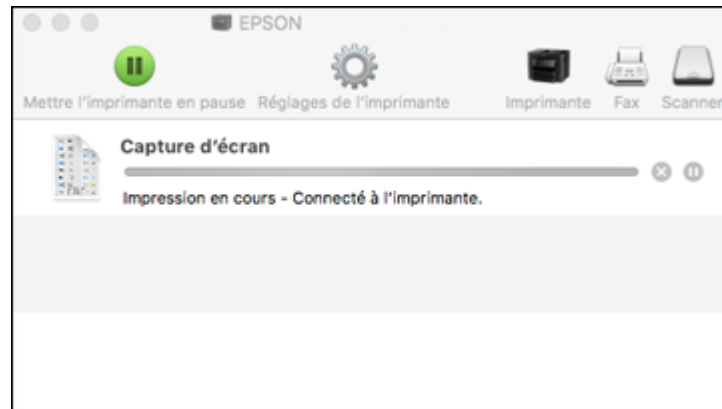 EPSON
Mettre l'imprimante en pause Réglages de l'imprimante Imprimante Fax Scanner
Capture d'écran
Impression en cours - Connecté à l'imprimante.